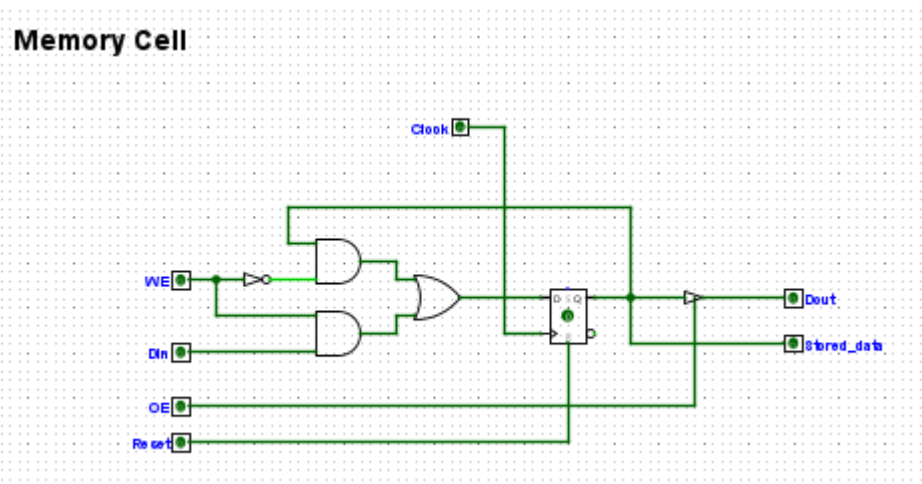 Memory Cell
Clock
WE
Din
OE
Reset
D Q
Dout
Stored_data